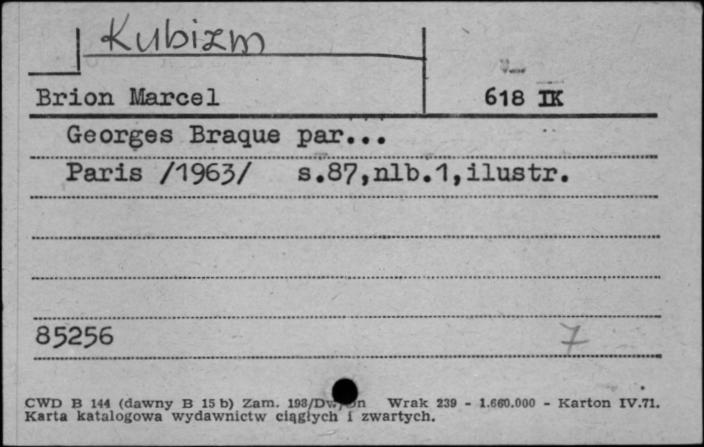 Kubizm
Brion Marcel 618 IK
Georges Braque par...
Paris /1963/ s.87,nlb.1,ilustr.
85256 7
CWD B 144 (dawny B 15 b) Zam. Wrak 239 - 1.660.000 - Karton IV.71.
Karta katalogowa wydawnictw ciągłych i zwartych.